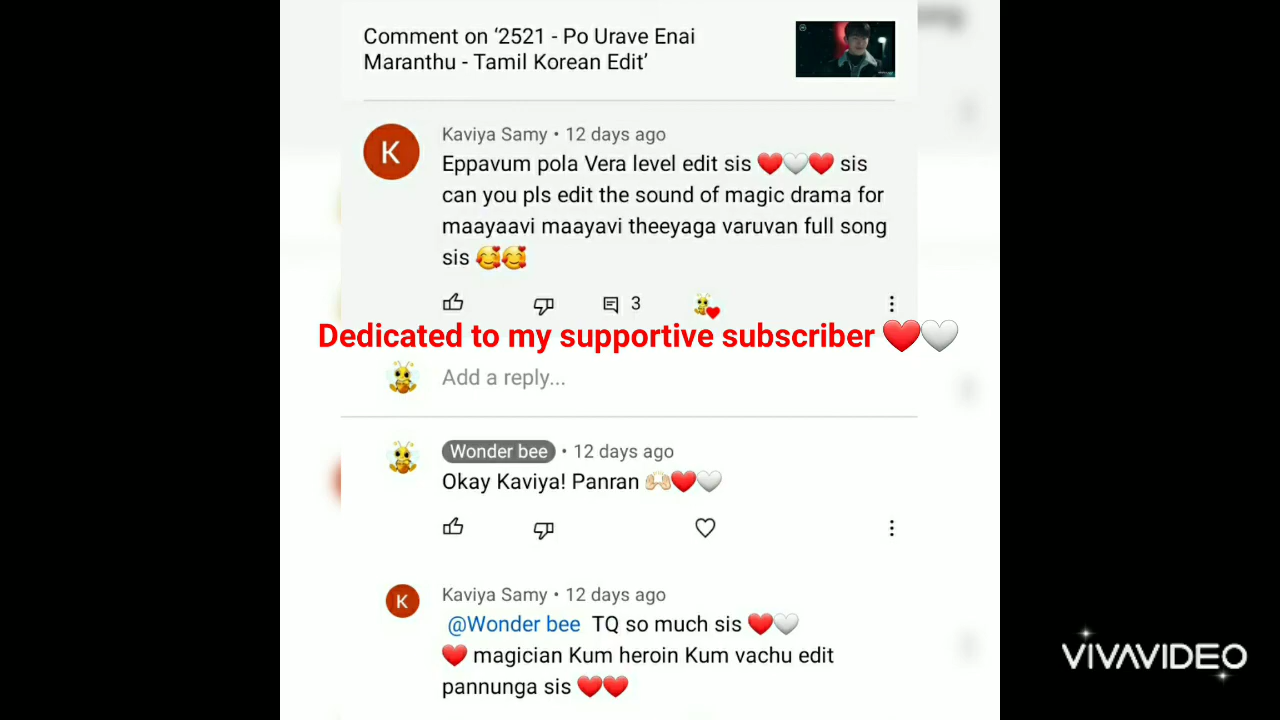 Comment on ‘2521 - Po Urave Enai
Maranthu - Tamil Korean Edit’
K
Kaviya Samy • 12 days ago
Eppavum pola Vera level edit sis ❤️🤍❤️ sis
can you pls edit the sound of magic drama for
maayaavi maayavi theeyaga varuvan full song
sis 🥰🥰
3
Dedicated to my supportive subscriber ❤️🤍
Add a reply...
Wonder bee • 12 days ago
Okay Kaviya! Panran 🙌🏻❤️🤍
K
Kaviya Samy • 12 days ago
@Wonder bee TQ so much sis ❤️🤍
❤️ magician Kum heroin Kum vachu edit
pannunga sis ❤️❤️
VIVAVIDEO